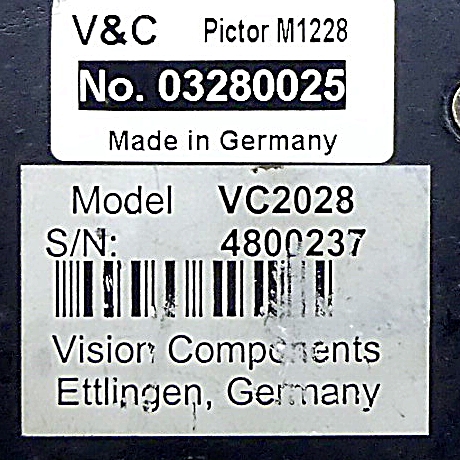 V&C Pictor M1228
No. 03280025
Made in Germany
Model VC2028
S/N: 4800237
Vision Components
Ettlingen, Germany